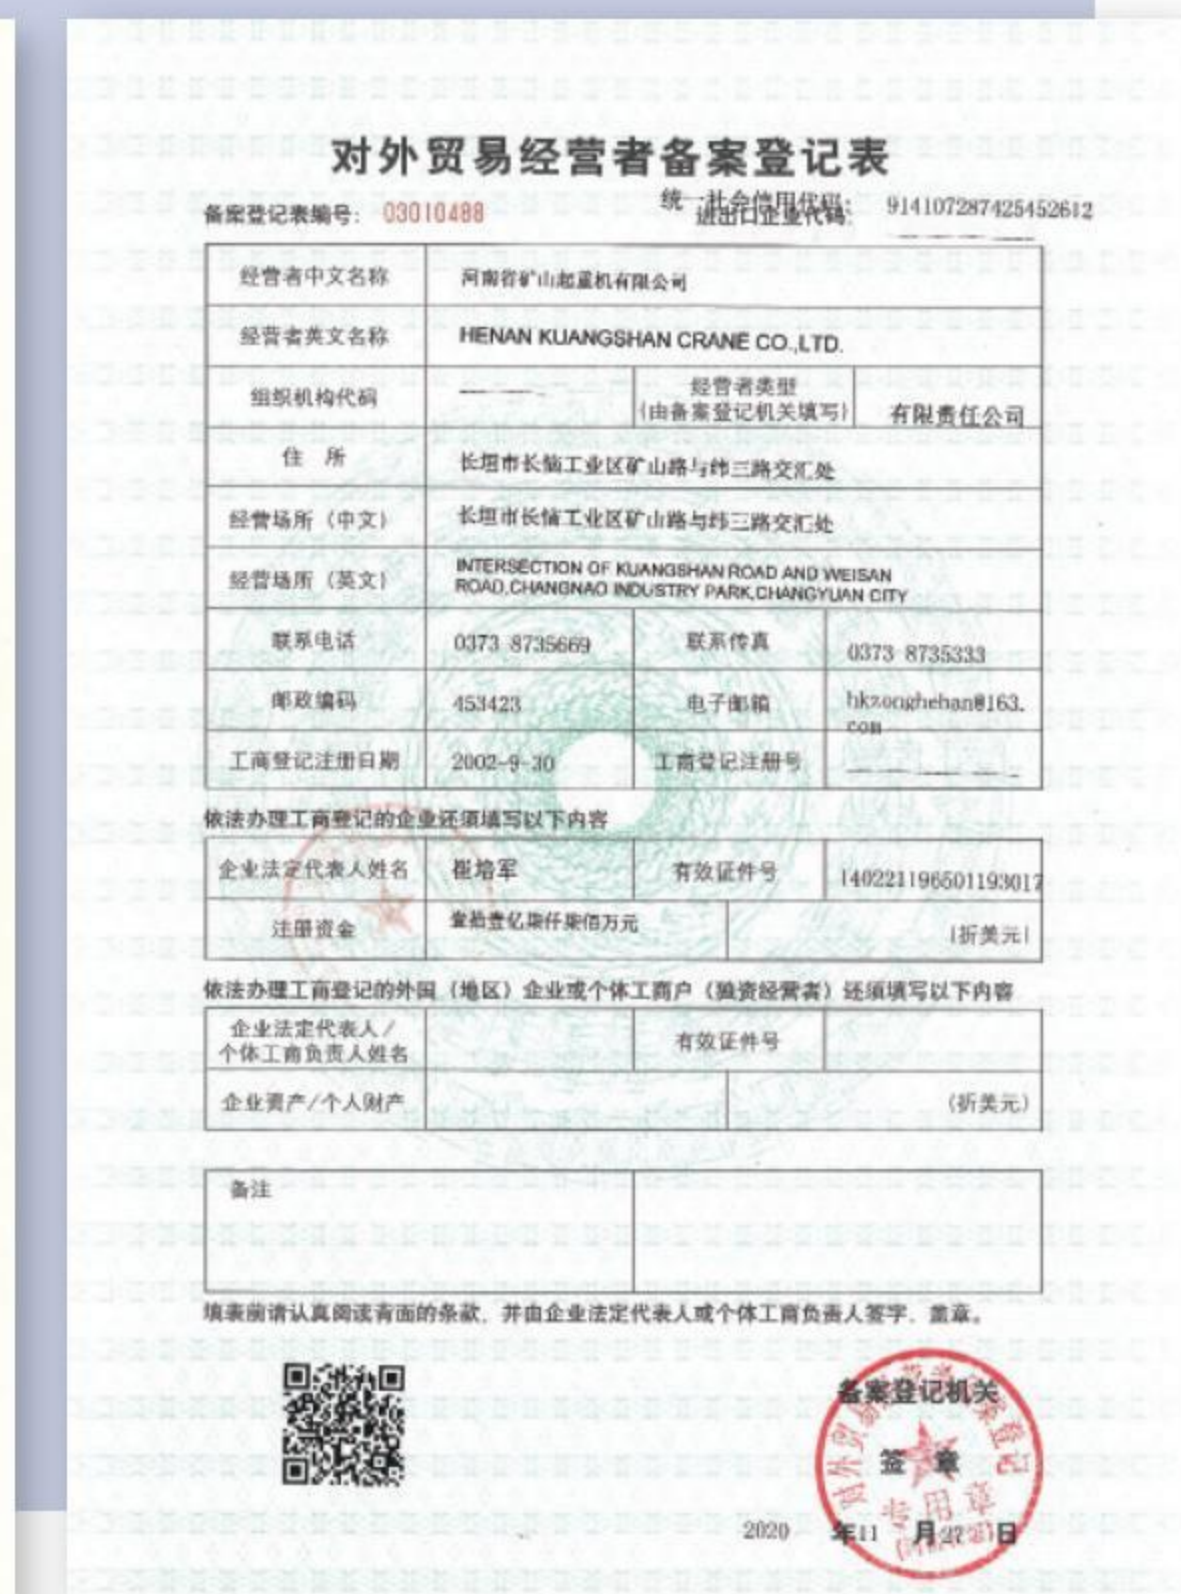 对外贸易经营者备案登记表
统一社会信用代码:
备案登记表编号: 03010488 进出口企业代码: 914107287425452612
经营者中文名称 河南省矿山起重机有限公司
经营者英文名称 HENAN KUANGSHAN CRANE CO.,LTD.
组织机构代码 经营者类型
(由备案登记机关填写) 有限责任公司
住 所 长垣市长恼工业区矿山路与纬三路交汇处
经营场所（中文） 长垣市长恼工业区矿山路与纬三路交汇处
经营场所（英文） INTERSECTION OF KUANGSHAN ROAD AND WEISAN
ROAD,CHANGNAO INDUSTRY PARK,CHANGYUAN CITY
联系电话 0373 8735669 联系传真 0373 8735333
邮政编码 453423 电子邮箱 hkzonghehan@163.
com
工商登记注册日期 2002-9-30 工商登记注册号
依法办理工商登记的企业还须填写以下内容
企业法定代表人姓名 崔培军 有效证件号 140221196501193017
注册资金 壹拾壹亿柒仟柒佰万元 (折美元)
依法办理工商登记的外国（地区）企业或个体工商户（独资经营者）还须填写以下内容
企业法定代表人/
个体工商负责人姓名 有效证件号
企业资产/个人财产 (折美元)
备注
填表前请认真阅读背面的条款，并由企业法定代表人或个体工商负责人签字、盖章。
备案登记机关
签 章
专用章
2020 年11 月27日